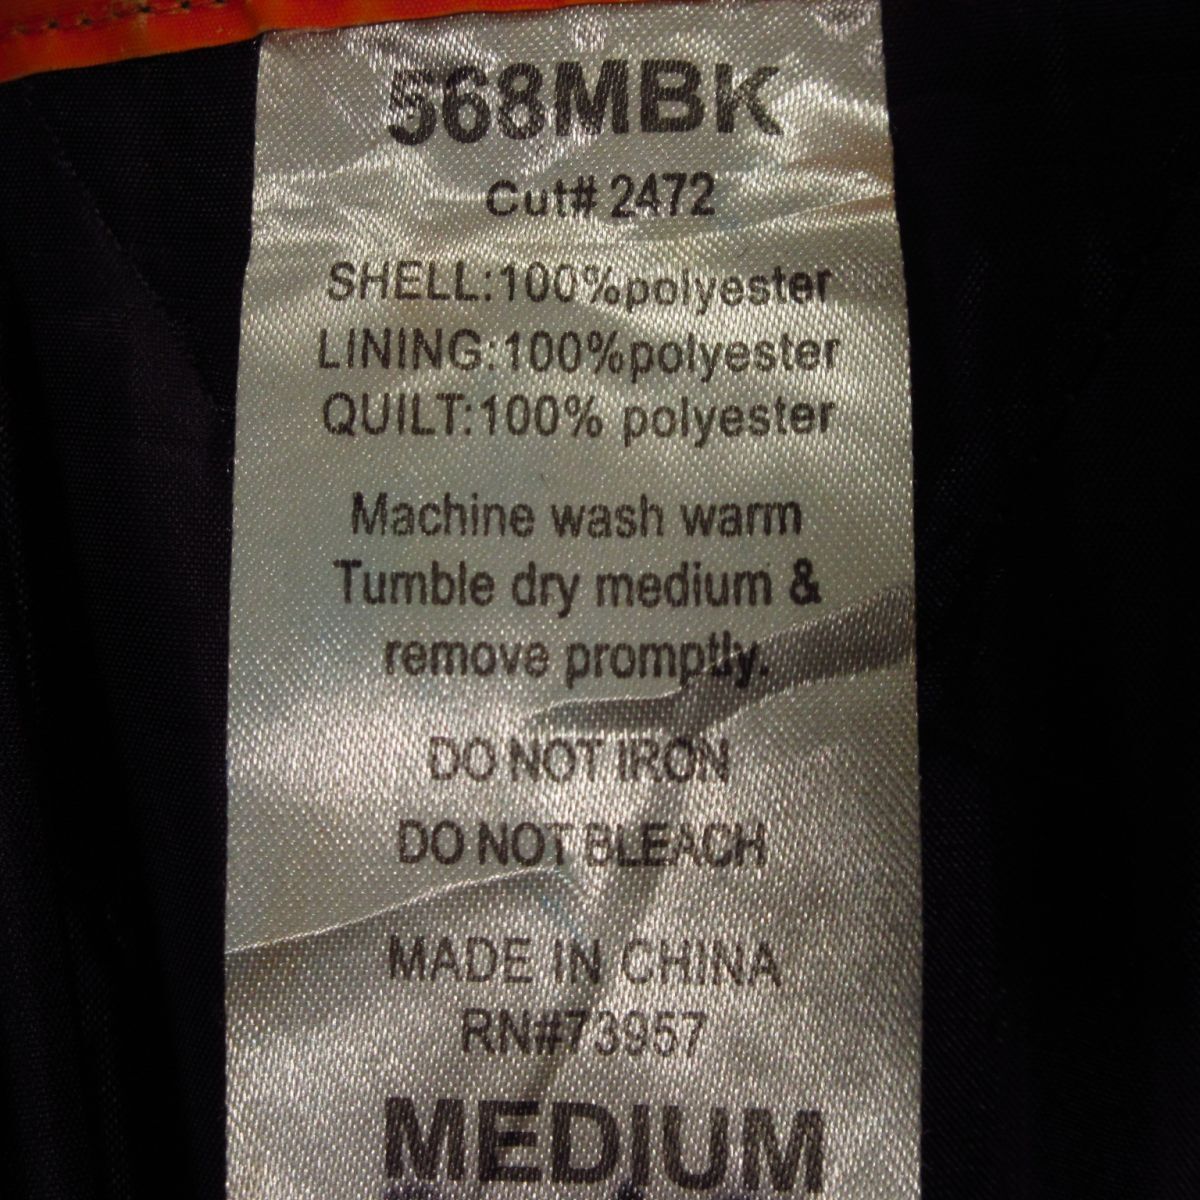 568MBK
Cut# 2472
SHELL:100%polyester
LINING:100%polyester
QUILT:100% polyester
Machine wash warm
Tumble dry medium &
remove promptly.
DO NOT IRON
DO NOT BLEACH
MADE IN CHINA
RN#73957
MEDIUM